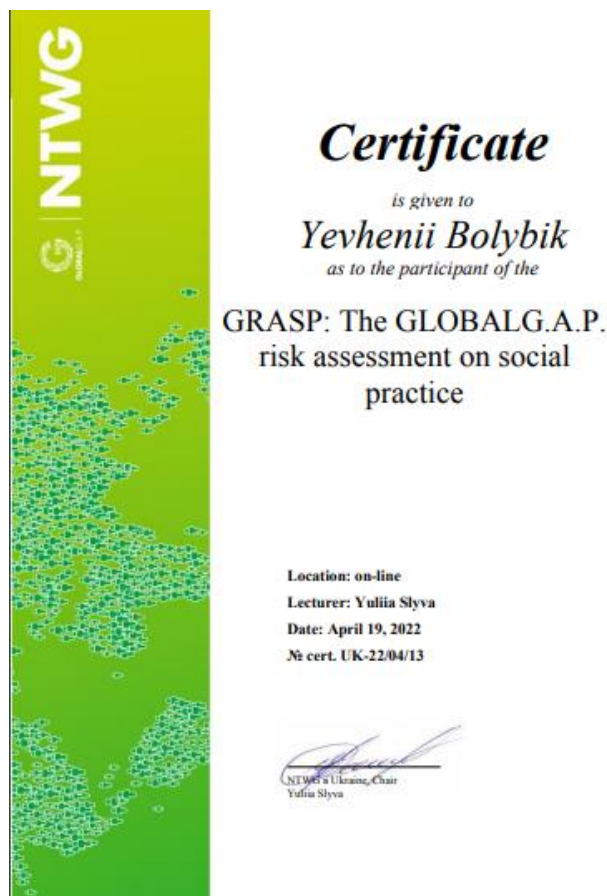 NTWG
GLOBALG.A.P.
Certificate
is given to
Yevhenii Bolybik
as to the participant of the
GRASP: The GLOBALG.A.P.
risk assessment on social
practice
Location: on-line
Lecturer: Yuliia Slyva
Date: April 19, 2022
№ cert. UK-22/04/13
NTWG в Ukraine, Chair
Yuliia Slyva